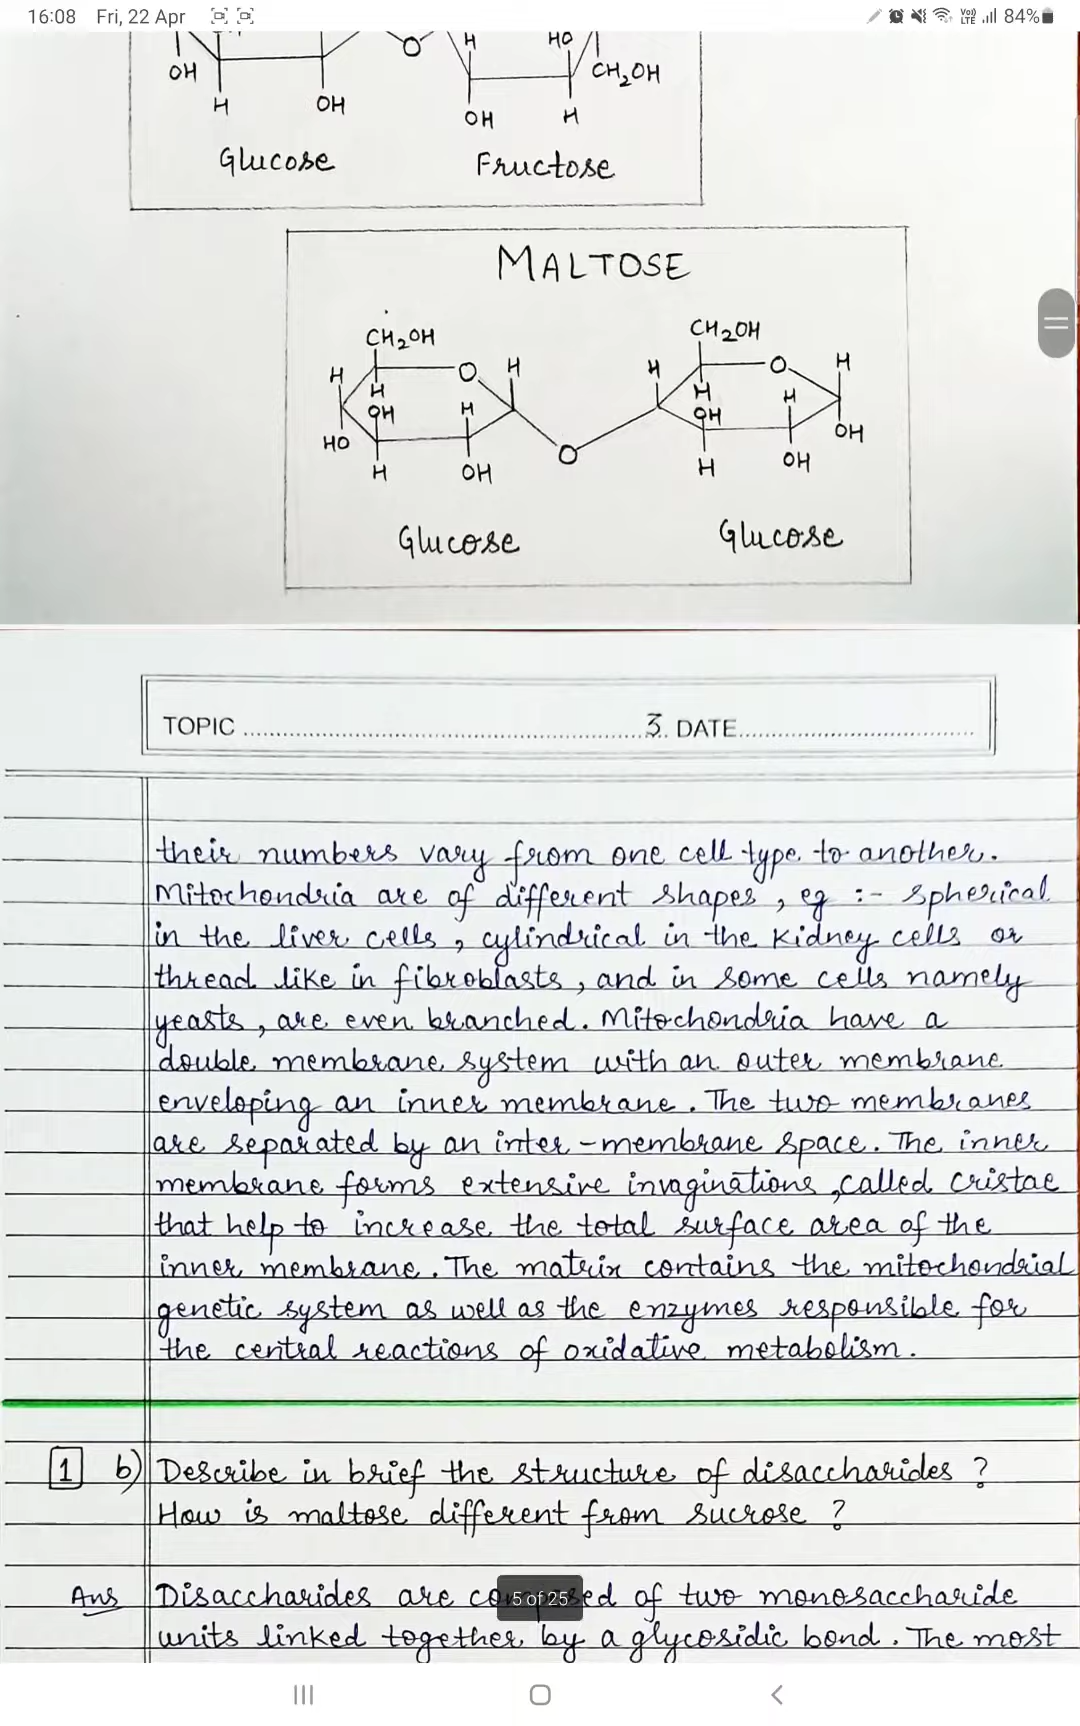 16:08 Fri, 22 Apr 84%
H HO
OH CH2OH
H OH OH H
Glucose Fructose
MALTOSE
CH2OH CH2OH
H O H H O H
H H H
OH H OH
HO OH
H OH O H OH
Glucose Glucose
TOPIC 3. DATE
their numbers vary from one cell type to another.
Mitochondria are of different shapes, eg :- spherical
in the liver cells, cylindrical in the kidney cells or
thread like in fibroblasts, and in some cells namely
yeasts, are even branched. Mitochondria have a
double membrane system with an outer membrane
enveloping an inner membrane. The two membranes
are separated by an inter-membrane space. The inner
membrane forms extensive invaginations, called cristae
that help to increase the total surface area of the
inner membrane. The matrix contains the mitochondrial
genetic system as well as the enzymes responsible for
the central reactions of oxidative metabolism.
1 b) Describe in brief the structure of disaccharides ?
How is maltose different from sucrose ?
Ans Disaccharides are of two monosaccharide
5 of 25
units linked together by a glycosidic bond. The most